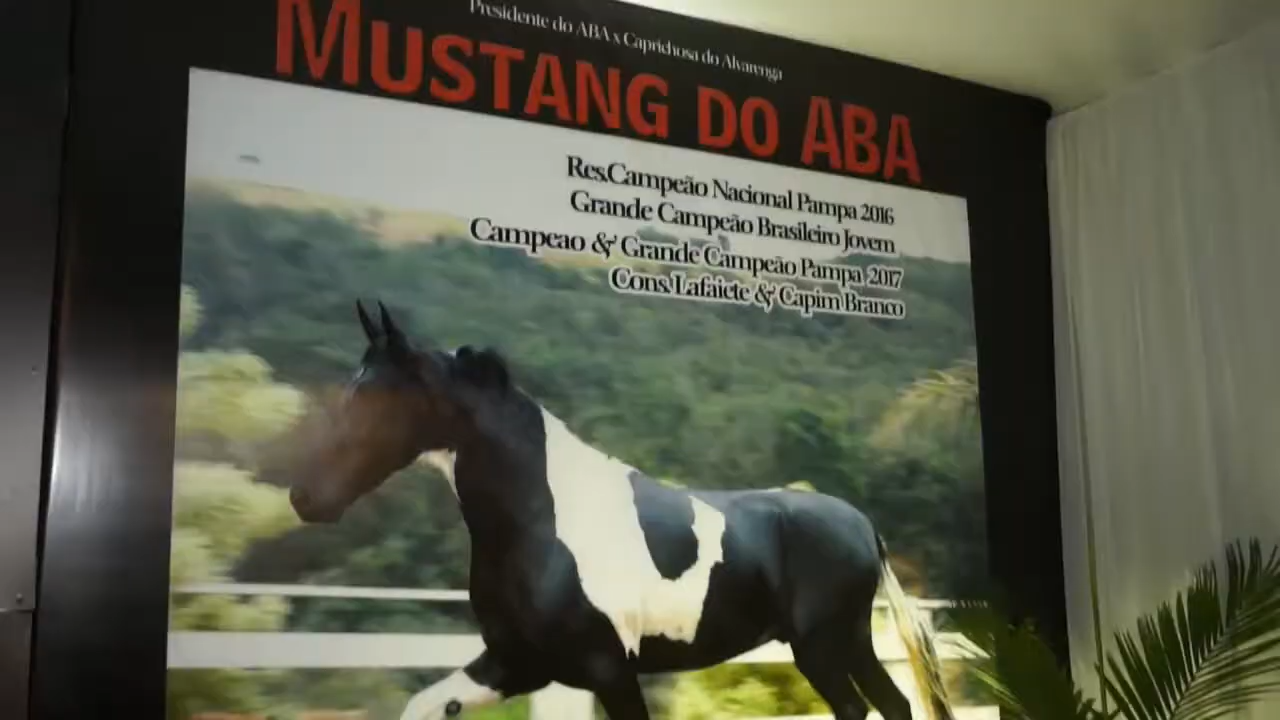 Presidente do ABA x Caprichosa do Alvarenga
MUSTANG DO ABA
Res.Campeão Nacional Pampa 2016
Grande Campeão Brasileiro Jovem
Campeao & Grande Campeão Pampa 2017
Cons.Lafaiete & Capim Branco